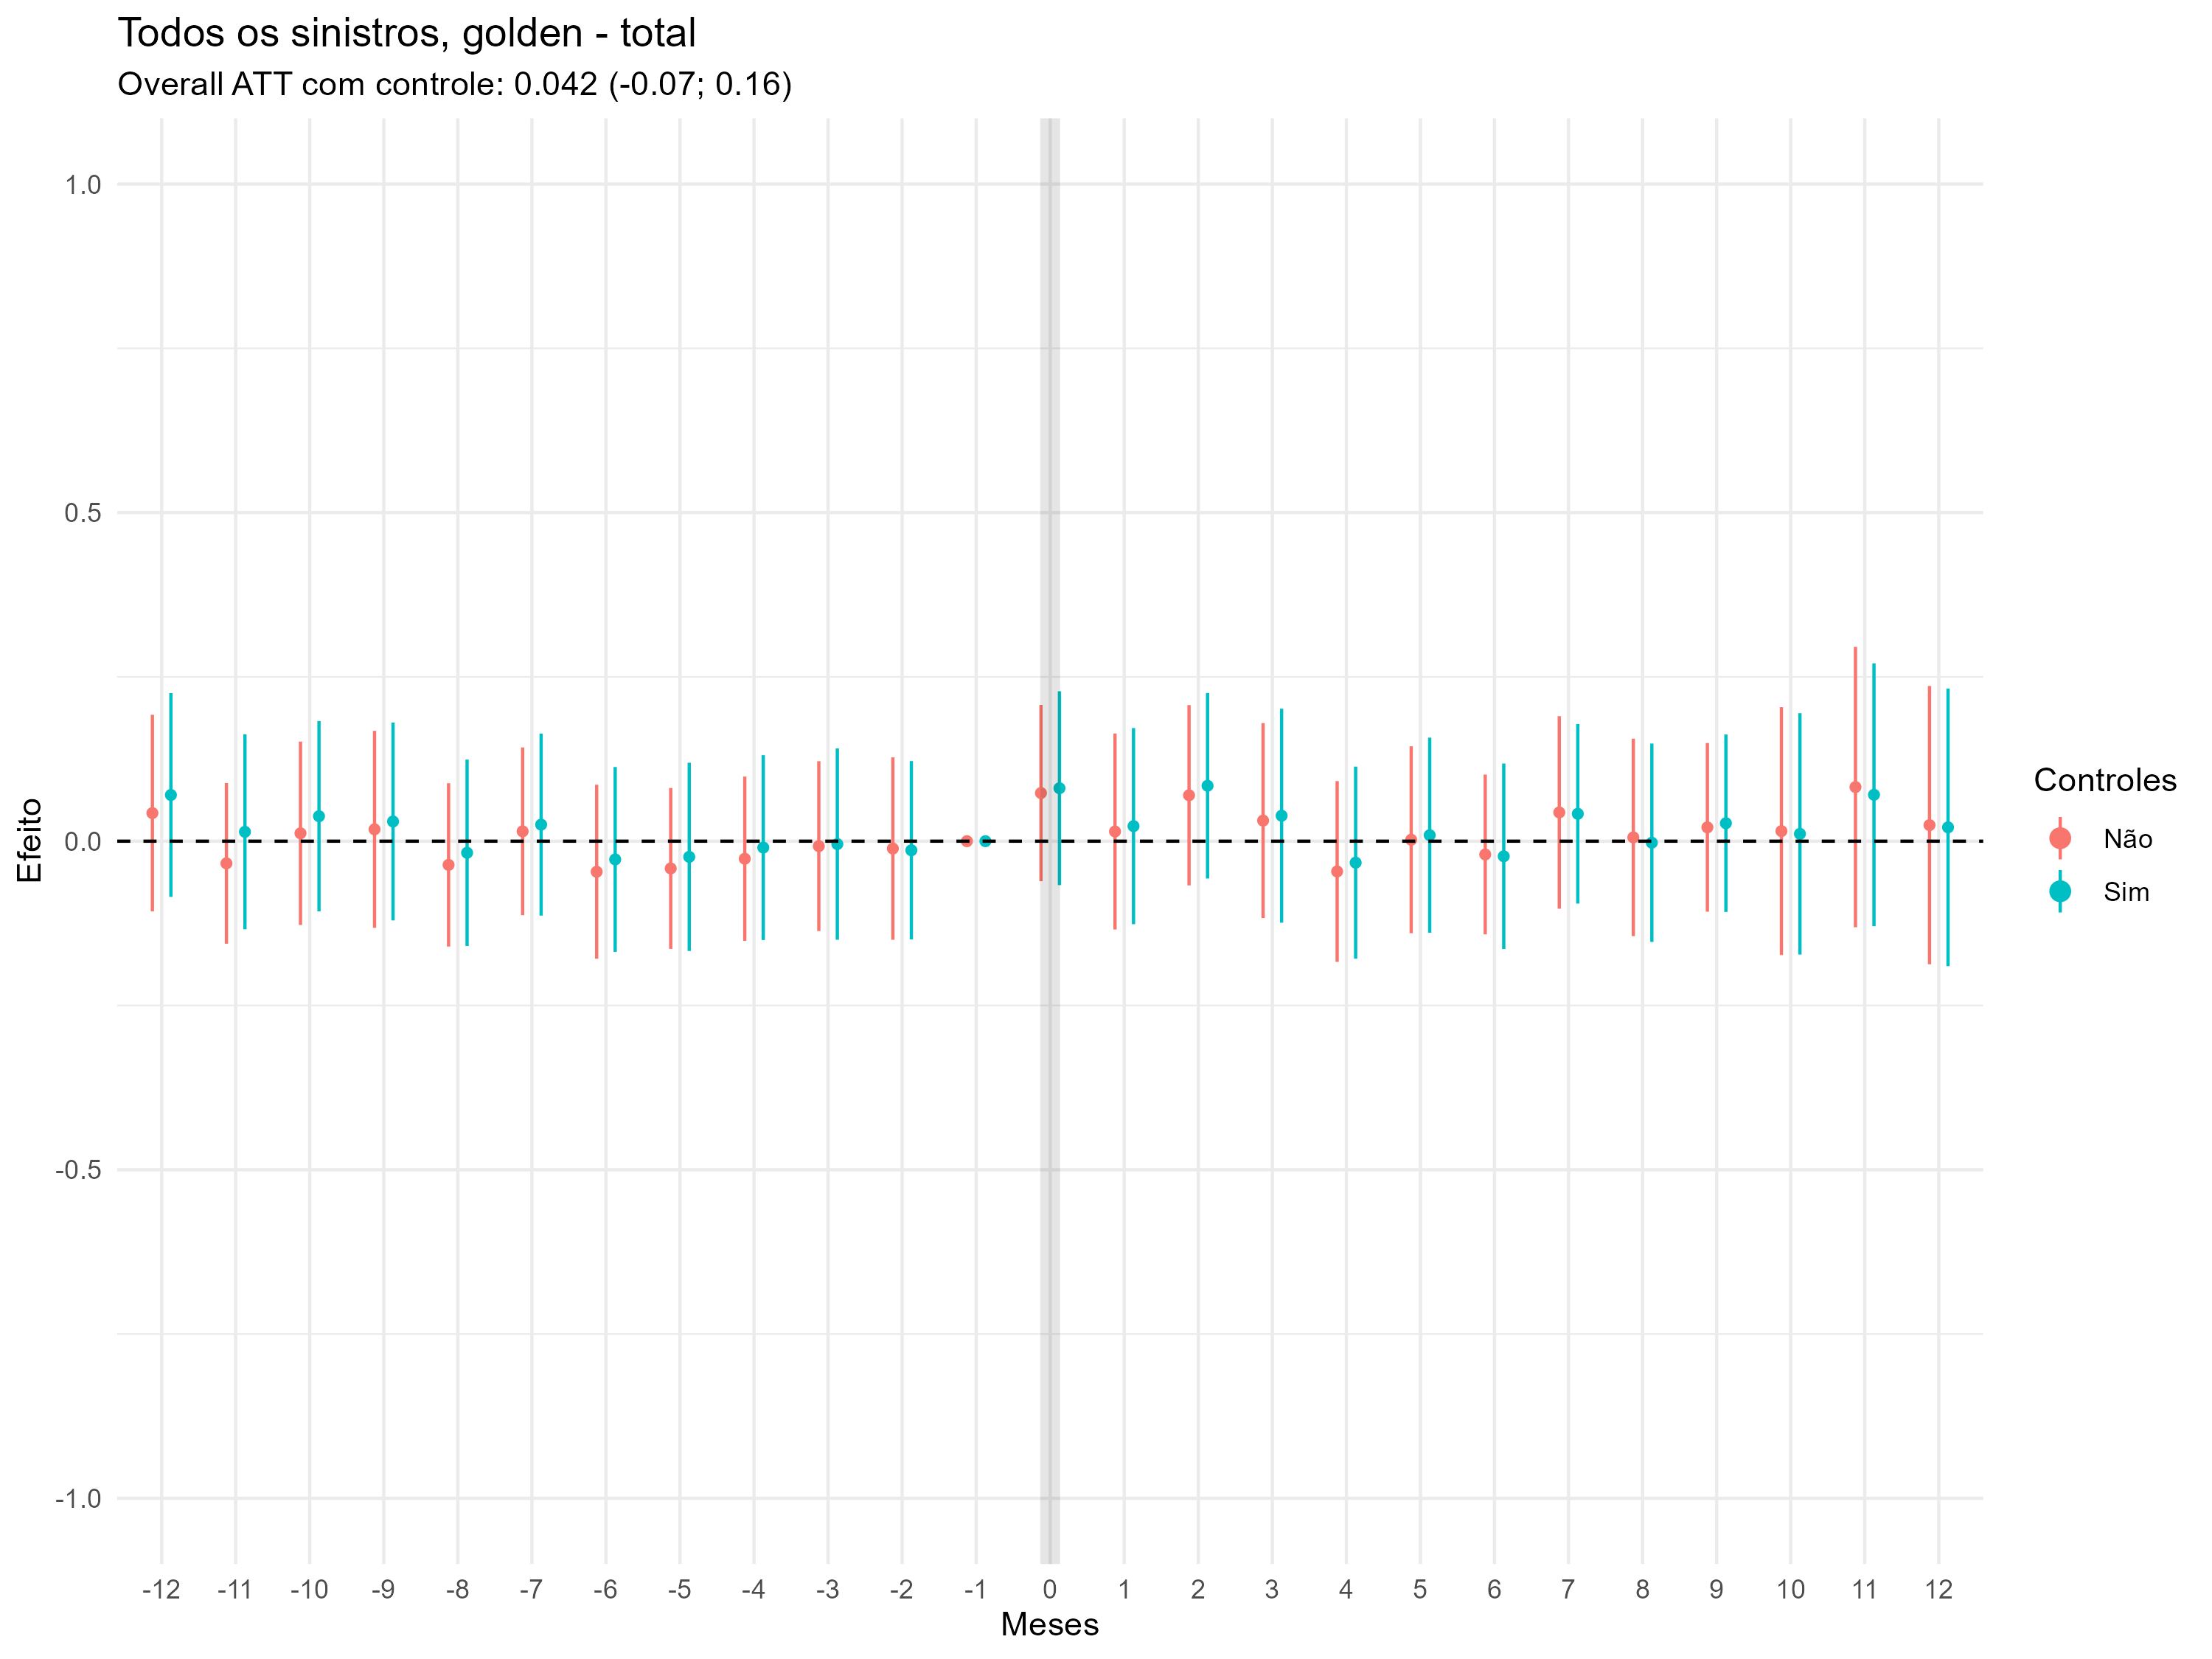 Todos os sinistros, golden - total
Overall ATT com controle: 0.042 (-0.07; 0.16)
1.0
0.5
0.0
-0.5
-1.0
Efeito
-12 -11 -10 -9 -8 -7 -6 -5 -4 -3 -2 -1 0 1 2 3 4 5 6 7 8 9 10 11 12
Meses
Controles
Não
Sim